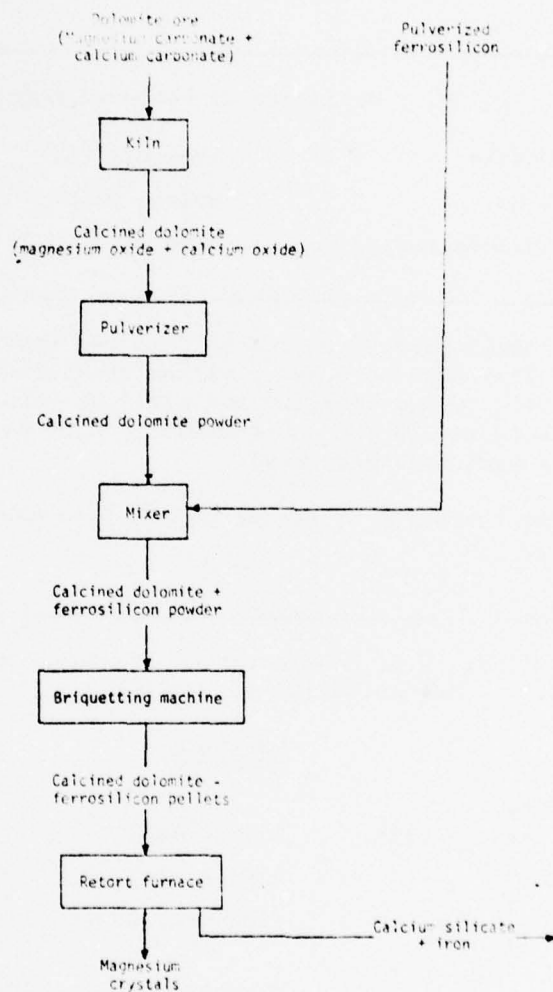 Dolomite ore
(Magnesium carbonate +
calcium carbonate)
Pulverized
ferrosilicon
Kiln
Calcined dolomite
(magnesium oxide + calcium oxide)
Pulverizer
Calcined dolomite powder
Mixer
Calcined dolomite +
ferrosilicon powder
Briquetting machine
Calcined dolomite -
ferrosilicon pellets
Retort furnace
Calcium silicate
+ iron
Magnesium
crystals